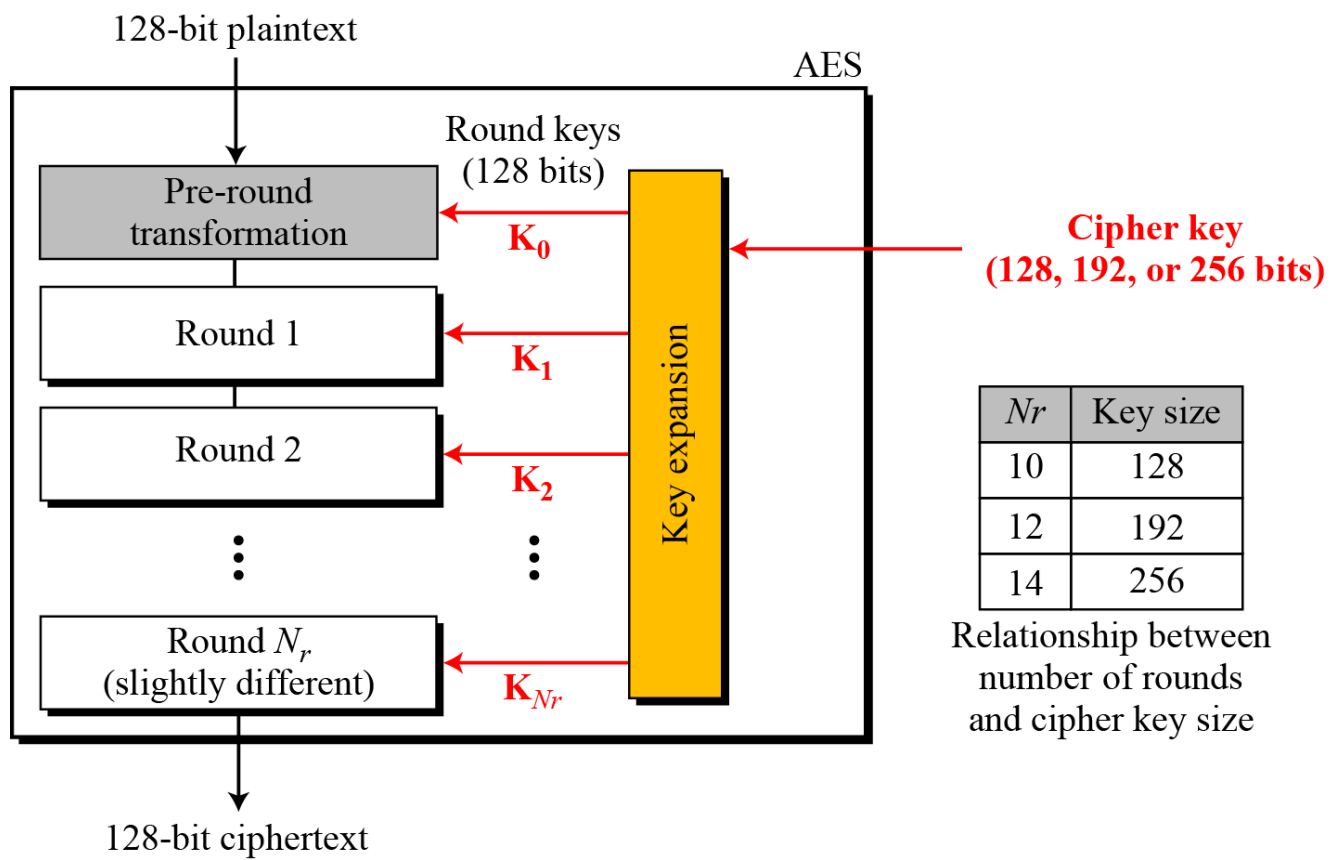 128-bit plaintext
AES
Round keys
(128 bits)
Pre-round
transformation
K0
Cipher key
(128, 192, or 256 bits)
Round 1
K1
Key expansion
Round 2
K2
Nr Key size
10 128
12 192
14 256
Relationship between
number of rounds
and cipher key size
Round Nr
(slightly different)
KNr
128-bit ciphertext